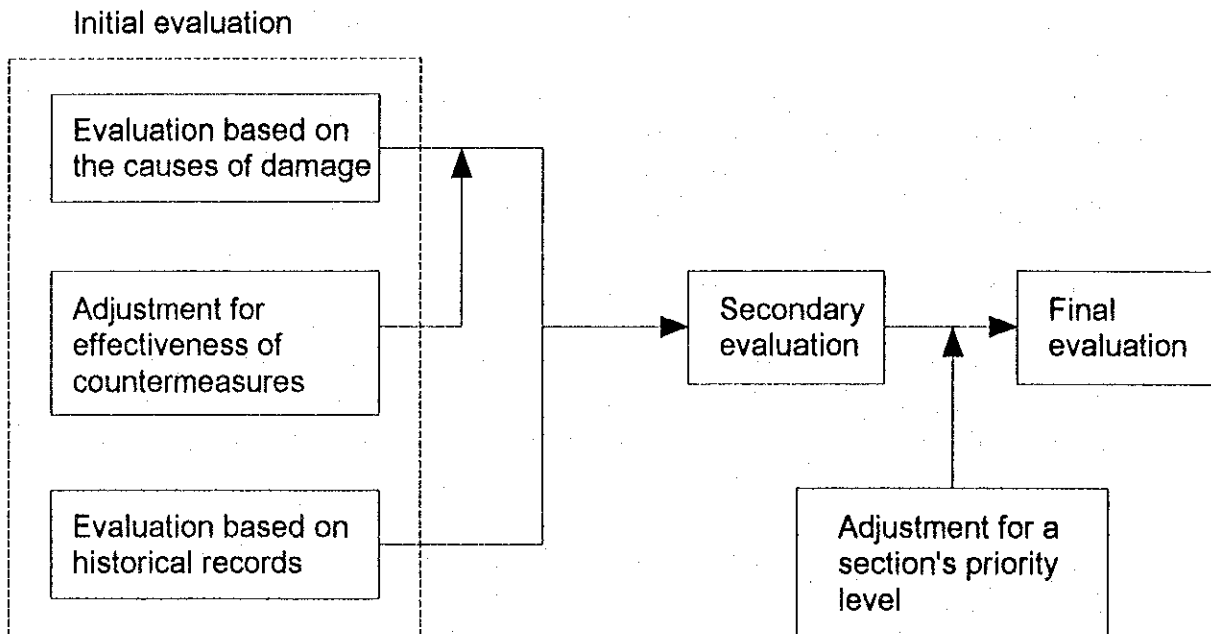 Initial evaluation
Evaluation based on
the causes of damage
Adjustment for
effectiveness of
countermeasures
Evaluation based on
historical records
Secondary
evaluation
Final
evaluation
Adjustment for a
section's priority
level